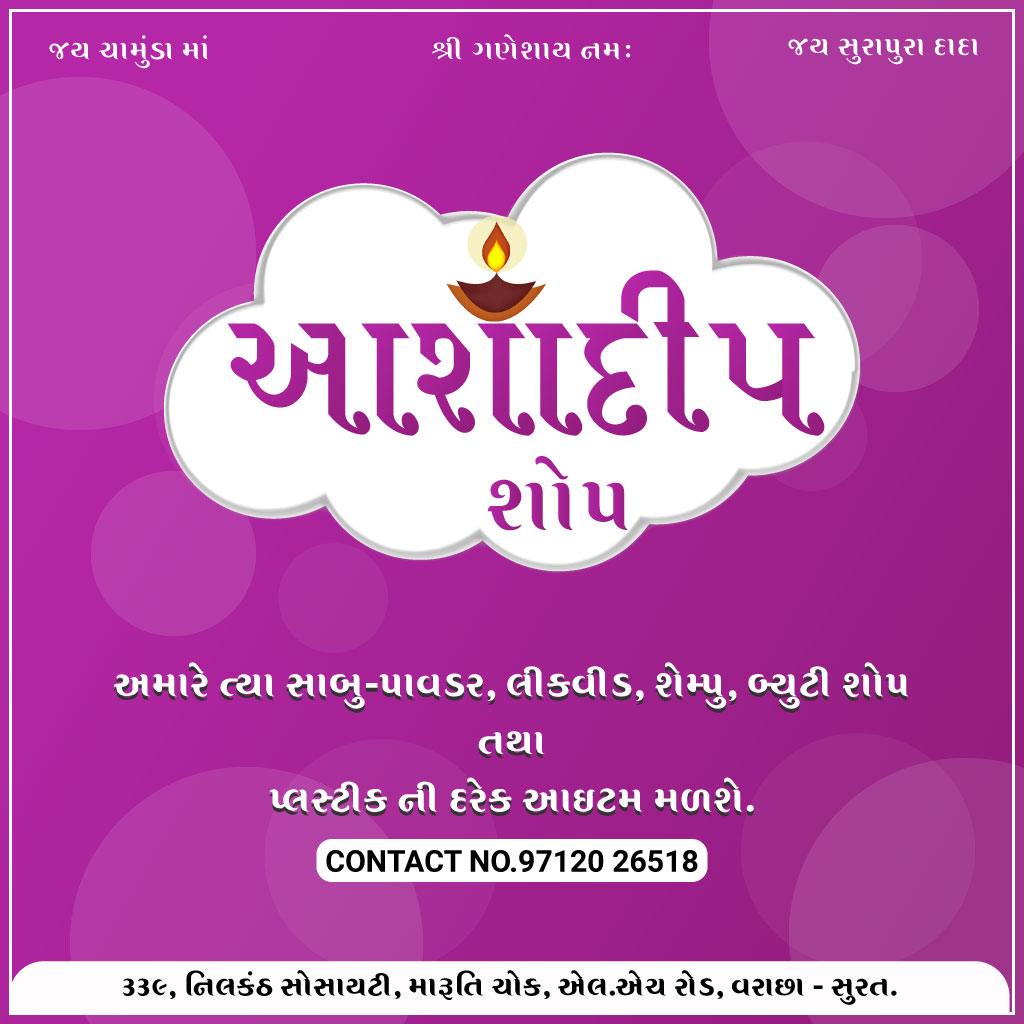 જય ચામુંડા માં
શ્રી ગણેશાય નમ:
જય સુરાપુરા દાદા
આશાદીપ
શોપ
અમારે ત્યા સાબુ-પાવડર, લીકવીડ, શેમ્પુ, બ્યુટી શોપ
તથા
પ્લસ્ટીક ની દરેક આઇટમ મળશે.
CONTACT NO.97120 26518
૩૩૯, નિલકંઠ સોસાયટી, મારૂતિ ચોક, એલ.એચ રોડ, વરાછા - સુરત.